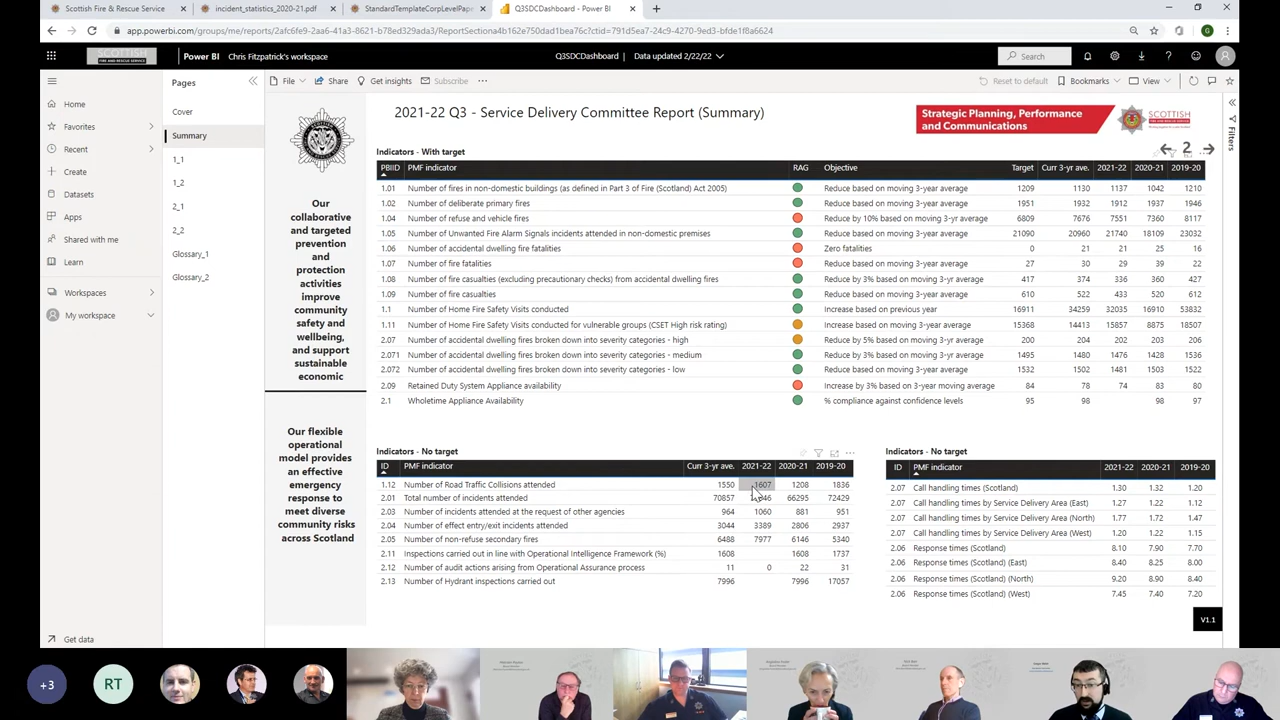 Scottish Fire & Rescue Service
incident_statistics_2020-21.pdf
StandardTemplateCorpLevelPape
Q3SDCDashboard - Power BI
app.powerbi.com/groups/me/reports/2afc6fe9-2aa6-41a3-8621-b78ed329ada3/ReportSectiona4b162e750dad1bea76c?ctid=791d5ea7-24c9-4270-9ed3-bfde1f8a6624
Power BI Chris Fitzpatrick's workspace
Q3SDCDashboard | Data updated 2/22/22
Search
Pages
File Share Get insights Subscribe
Reset to default Bookmarks View
Home
Favorites
Recent
Create
Datasets
Apps
Shared with me
Learn
Workspaces
My workspace
Get data
Cover
Summary
1_1
1_2
2_1
2_2
Glossary_1
Glossary_2
2021-22 Q3 - Service Delivery Committee Report (Summary)
Strategic Planning, Performance
and Communications
SCOTTISH
FIRE AND RESCUE SERVICE
Filters
2
Our
collaborative
and targeted
prevention
and
protection
activities
improve
community
safety and
wellbeing,
and support
sustainable
economic
Our flexible
operational
model provides
an effective
emergency
response to
meet diverse
community risks
across Scotland
Indicators - With target
PBIID PMF indicator RAG Objective Target Curr 3-yr ave. 2021-22 2020-21 2019-20
1.01 Number of fires in non-domestic buildings (as defined in Part 3 of Fire (Scotland) Act 2005) Reduce based on moving 3-year average 1209 1130 1137 1042 1210
1.02 Number of deliberate primary fires Reduce based on moving 3-year average 1951 1932 1912 1937 1946
1.04 Number of refuse and vehicle fires Reduce by 10% based on moving 3-yr average 6809 7676 7551 7360 8117
1.05 Number of Unwanted Fire Alarm Signals incidents attended in non-domestic premises Reduce based on moving 3-year average 21090 20960 21740 18109 23032
1.06 Number of accidental dwelling fire fatalities Zero fatalities 0 21 21 25 16
1.07 Number of fire fatalities Reduce based on moving 3-year average 27 30 29 39 22
1.08 Number of fire casualties (excluding precautionary checks) from accidental dwelling fires Reduce by 3% based on moving 3-year average 417 374 336 360 427
1.09 Number of fire casualties Reduce based on moving 3-year average 610 522 433 520 612
1.1 Number of Home Fire Safety Visits conducted Increase based on previous year 16911 34259 32035 16910 53832
1.11 Number of Home Fire Safety Visits conducted for vulnerable groups (CSET High risk rating) Increase based on moving 3-year average 15368 14413 15857 8875 18507
2.07 Number of accidental dwelling fires broken down into severity categories - high Reduce by 5% based on moving 3-yr average 200 204 202 203 206
2.071 Number of accidental dwelling fires broken down into severity categories - medium Reduce by 3% based on moving 3-year average 1495 1480 1476 1428 1536
2.072 Number of accidental dwelling fires broken down into severity categories - low Reduce based on moving 3-year average 1532 1502 1481 1503 1522
2.09 Retained Duty System Appliance availability Increase by 3% based on 3-year moving average 84 78 74 83 80
2.1 Wholetime Appliance Availability % compliance against confidence levels 95 98 98 97
Indicators - No target
ID PMF indicator Curr 3-yr ave. 2021-22 2020-21 2019-20
1.12 Number of Road Traffic Collisions attended 1550 1607 1208 1836
2.01 Total number of incidents attended 70857 46 66295 72429
2.03 Number of incidents attended at the request of other agencies 964 1060 881 951
2.04 Number of effect entry/exit incidents attended 3044 3389 2806 2937
2.05 Number of non-refuse secondary fires 6488 7977 6146 5340
2.11 Inspections carried out in line with Operational Intelligence Framework (%) 1608 1608 1737
2.12 Number of audit actions arising from Operational Assurance process 11 0 22 31
2.13 Number of Hydrant inspections carried out 7996 7996 17057
Indicators - No target
ID PMF indicator 2021-22 2020-21 2019-20
2.07 Call handling times (Scotland) 1.30 1.32 1.20
2.07 Call handling times by Service Delivery Area (East) 1.27 1.27 1.12
2.07 Call handling times by Service Delivery Area (North) 1.77 1.72 1.47
2.07 Call handling times by Service Delivery Area (West) 1.20 1.22 1.15
2.06 Response times (Scotland) 8.10 7.90 7.70
2.06 Response times (Scotland) (East) 8.40 8.25 8.00
2.06 Response times (Scotland) (North) 9.20 8.90 8.40
2.06 Response times (Scotland) (West) 7.45 7.40 7.20
V1.1
+3
RT